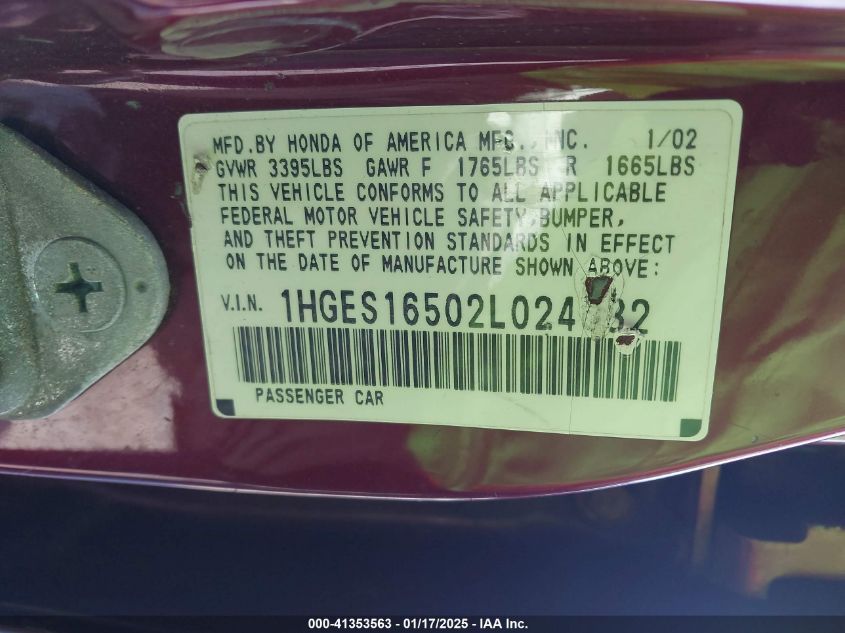 MFD.BY HONDA OF AMERICA MFG., INC. 1/02
GVWR 3395LBS GAWR F 1765LBS R 1665LBS
THIS VEHICLE CONFORMS TO ALL APPLICABLE
FEDERAL MOTOR VEHICLE SAFETY, BUMPER,
AND THEFT PREVENTION STANDARDS IN EFFECT
ON THE DATE OF MANUFACTURE SHOWN ABOVE:
V.I.N.
PASSENGER CAR
000-41353563 / 01/17/2025 - IAA Inc.